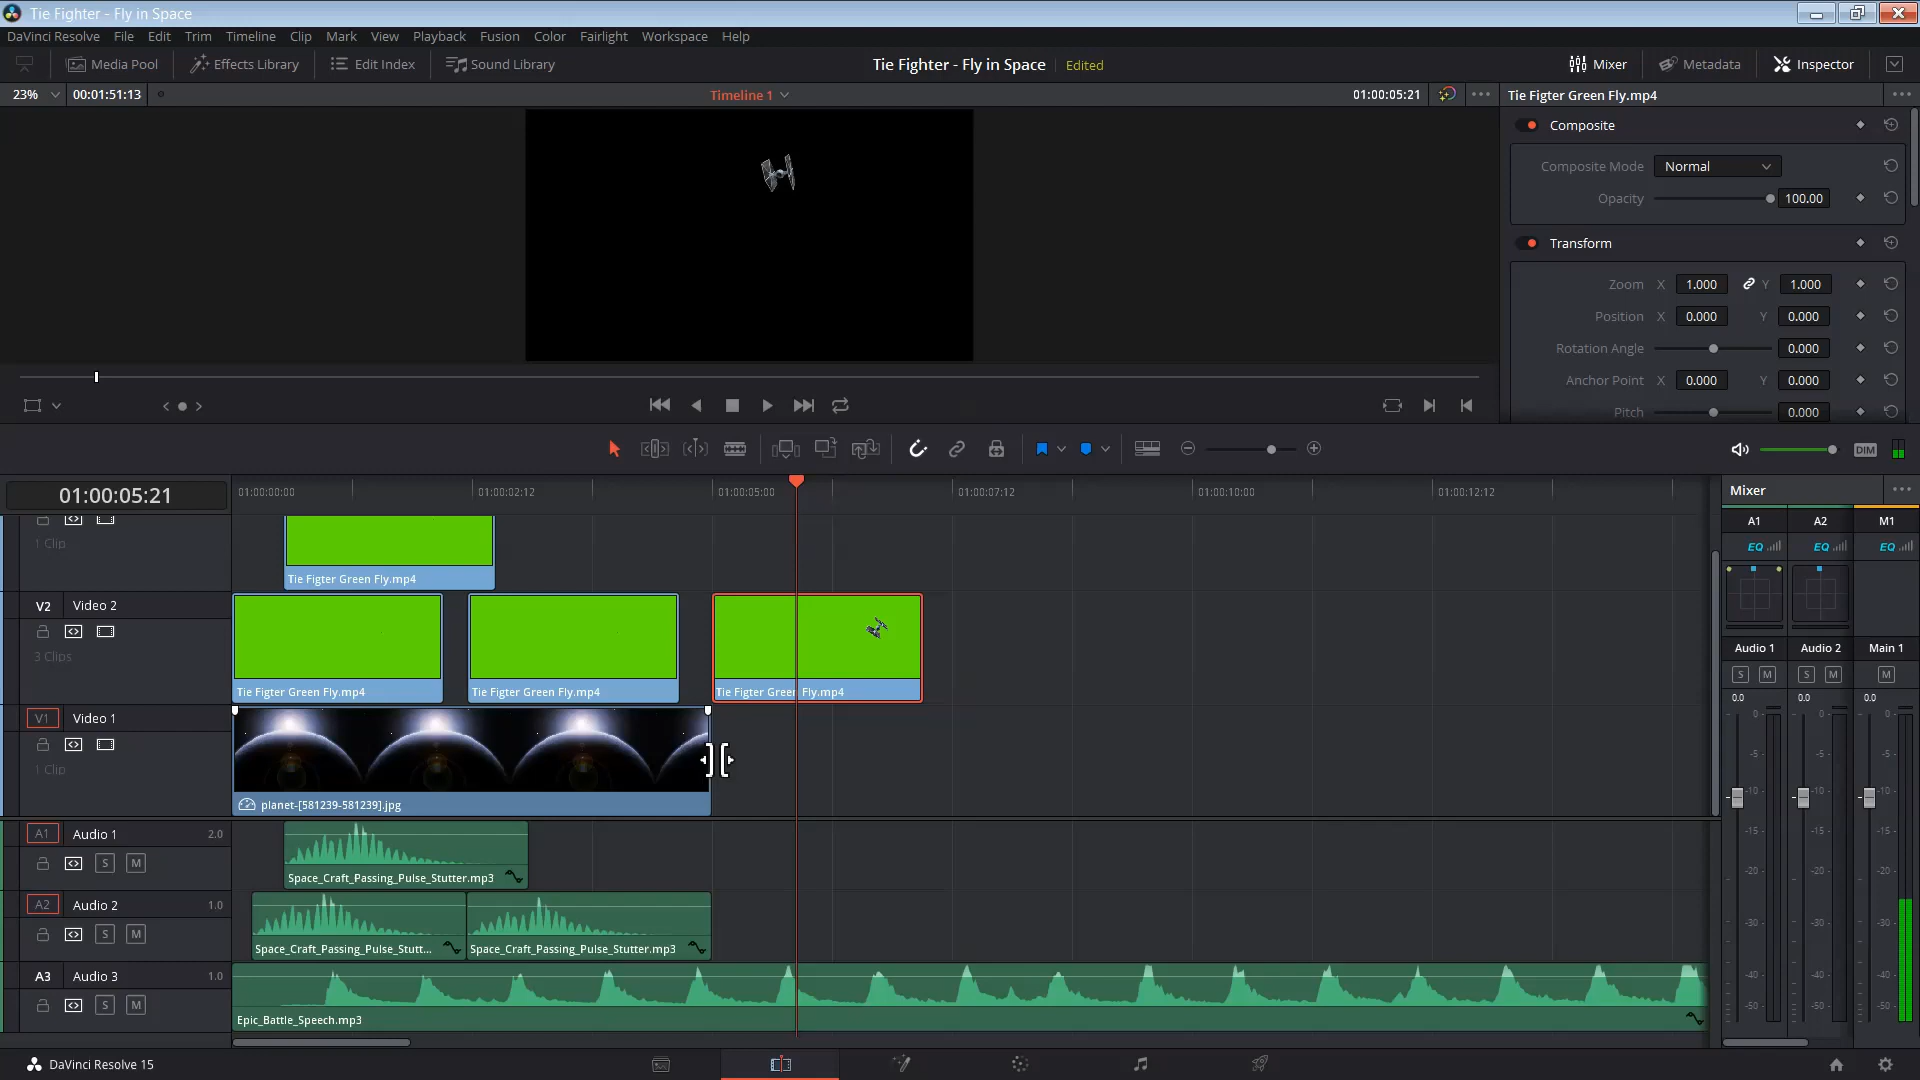 Tie Fighter - Fly in Space
DaVinci Resolve File Edit Trim Timeline Clip Mark View Playback Fusion Color Fairlight Workspace Help
Media Pool Effects Library Edit Index Sound Library Tie Fighter - Fly in Space Edited Mixer Metadata Inspector
23% 00:01:51:13 Timeline 1 01:00:05:21 Tie Figter Green Fly.mp4
Composite
Composite Mode Normal
Opacity 100.00
Transform
Zoom X 1.000 Y 1.000
Position X 0.000 Y 0.000
Rotation Angle 0.000
Anchor Point X 0.000 Y 0.000
Pitch 0.000
DIM
01:00:05:21 01:00:00:00 01:00:02:12 01:00:05:00 01:00:07:12 01:00:10:00 01:00:12:12 Mixer
A1 A2 M1
EQ EQ EQ
1 Clip
Tie Figter Green Fly.mp4
V2 Video 2
3 Clips
Tie Figter Green Fly.mp4 Tie Figter Green Fly.mp4 Tie Figter Green Fly.mp4
V1 Video 1
1 Clip
planet-[581239-581239].jpg
Audio 1 Audio 2 Main 1
S M S M M
0.0 0.0 0.0
0 0 0
-5 -5 -5
-10 -10 -10
-15 -15 -15
-20 -20 -20
-30 -30 -30
-40 -40 -40
-50 -50 -50
A1 Audio 1 2.0
S M
Space_Craft_Passing_Pulse_Stutter.mp3
A2 Audio 2 1.0
S M
Space_Craft_Passing_Pulse_Stutt... Space_Craft_Passing_Pulse_Stutter.mp3
A3 Audio 3 1.0
S M
Epic_Battle_Speech.mp3
DaVinci Resolve 15